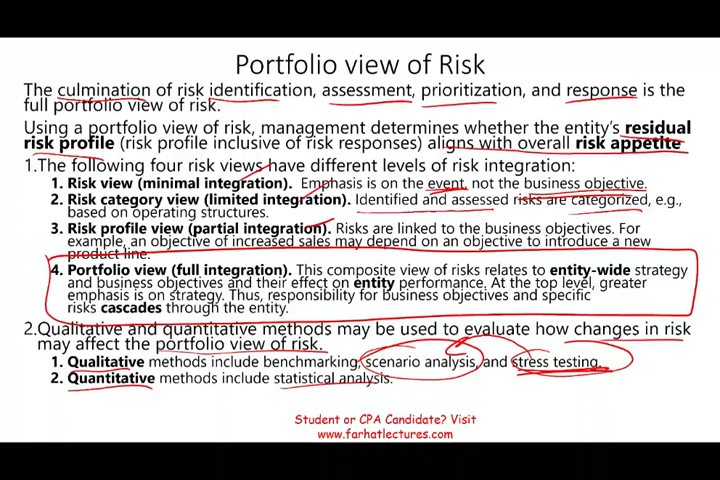 Portfolio view of Risk
The culmination of risk identification, assessment, prioritization, and response is the
full portfolio view of risk.
Using a portfolio view of risk, management determines whether the entity's residual
risk profile (risk profile inclusive of risk responses) aligns with overall risk appetite
1.The following four risk views have different levels of risk integration:
1. Risk view (minimal integration). Emphasis is on the event, not the business objective.
2. Risk category view (limited integration). Identified and assessed risks are categorized, e.g.,
based on operating structures.
3. Risk profile view (partial integration). Risks are linked to the business objectives. For
example, an objective of increased sales may depend on an objective to introduce a new
product line.
4. Portfolio view (full integration). This composite view of risks relates to entity-wide strategy
and business objectives and their effect on entity performance. At the top level, greater
emphasis is on strategy. Thus, responsibility for business objectives and specific
risks cascades through the entity.
2.Qualitative and quantitative methods may be used to evaluate how changes in risk
may affect the portfolio view of risk.
1. Qualitative methods include benchmarking, scenario analysis, and stress testing.
2. Quantitative methods include statistical analysis.
Student or CPA Candidate? Visit
www.farhatlectures.com